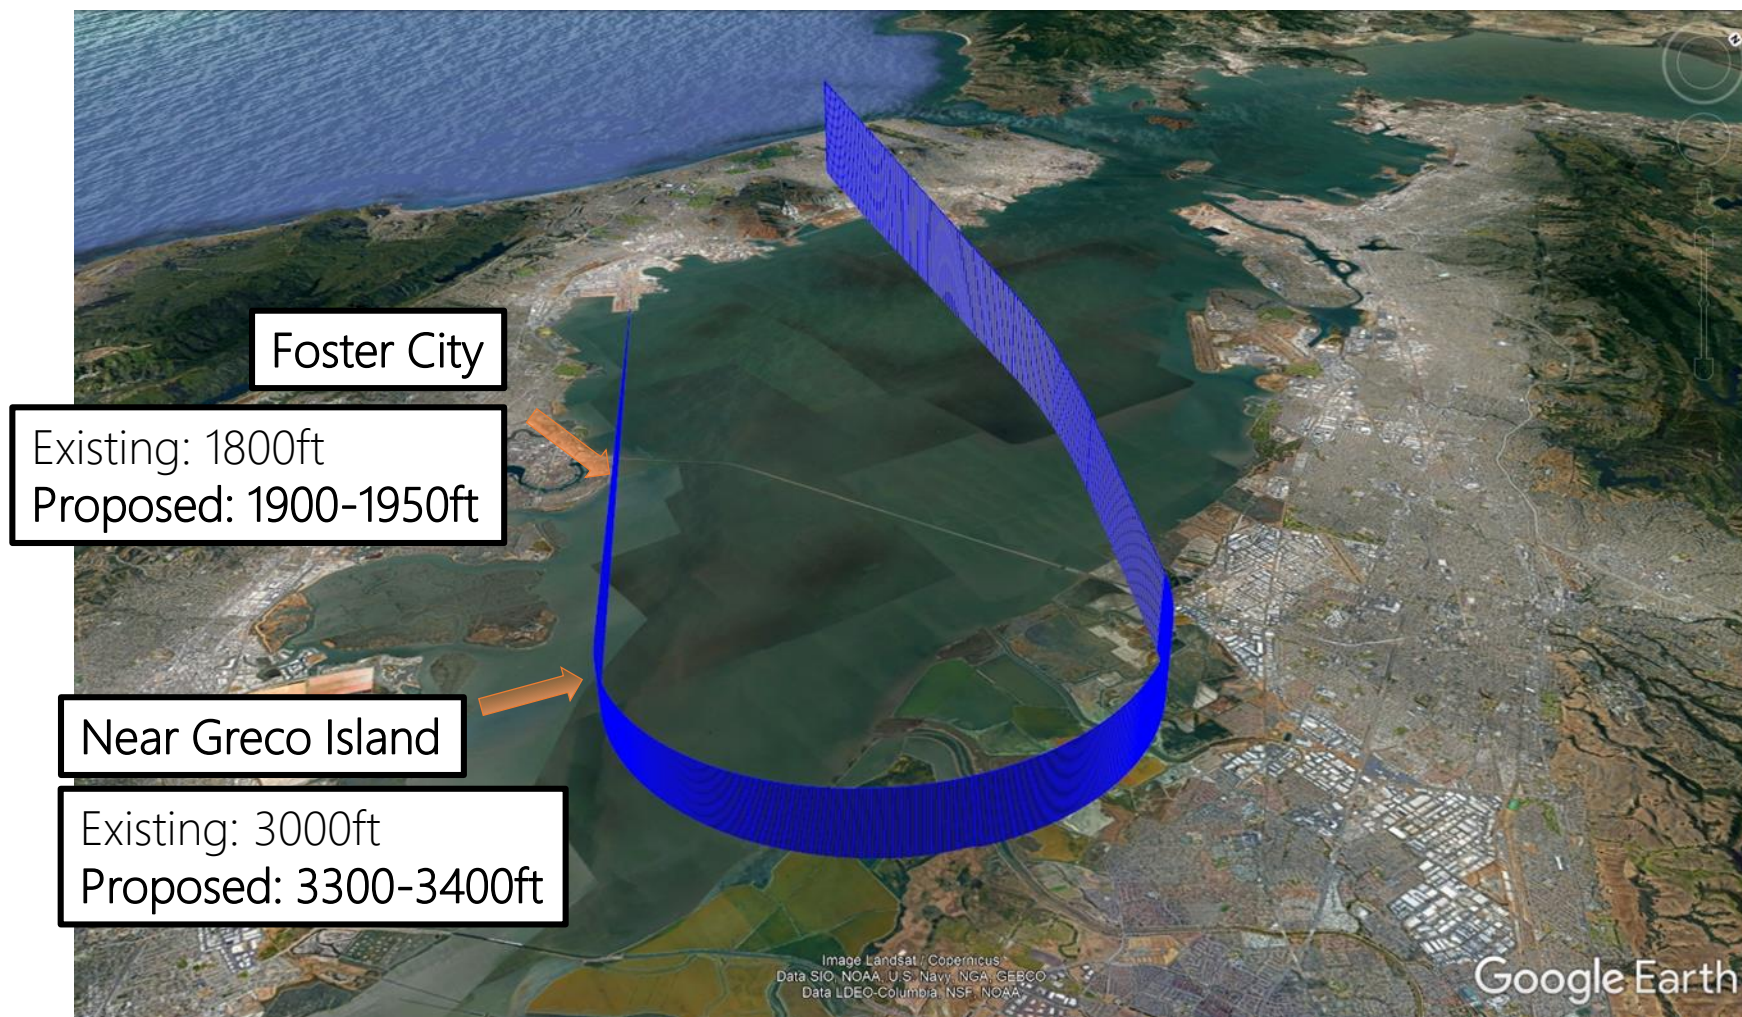 Foster City
Existing: 1800ft
Proposed: 1900-1950ft
Near Greco Island
Existing: 3000ft
Proposed: 3300-3400ft
Image Landsat / Copernicus
Data SIO, NOAA, U.S. Navy, NGA, GEBCO
Data LDEO-Columbia, NSF, NOAA
Google Earth
N